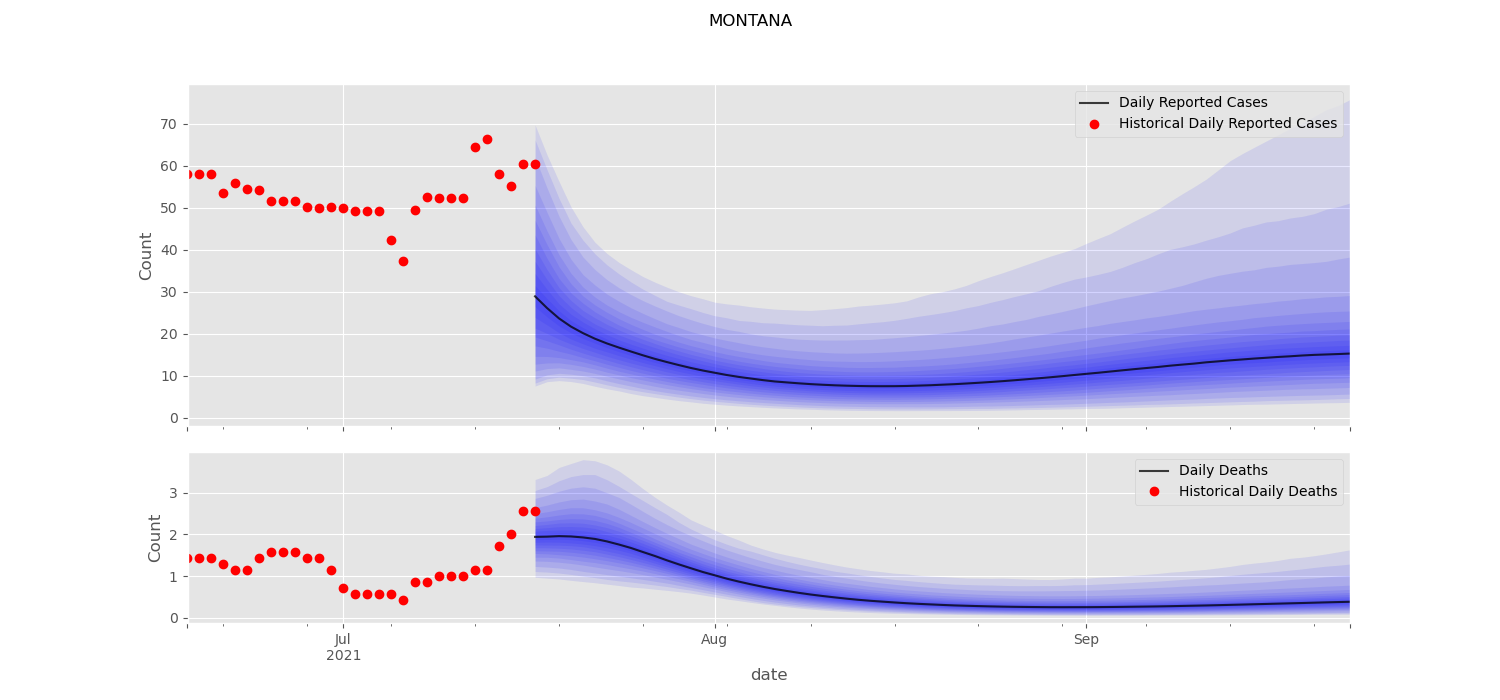 MONTANA
Daily Reported Cases
Historical Daily Reported Cases
70
60
50
40
30
20
10
0
Count
Daily Deaths
Historical Daily Deaths
3
2
1
0
Count
Jul
2021
Aug
Sep
date